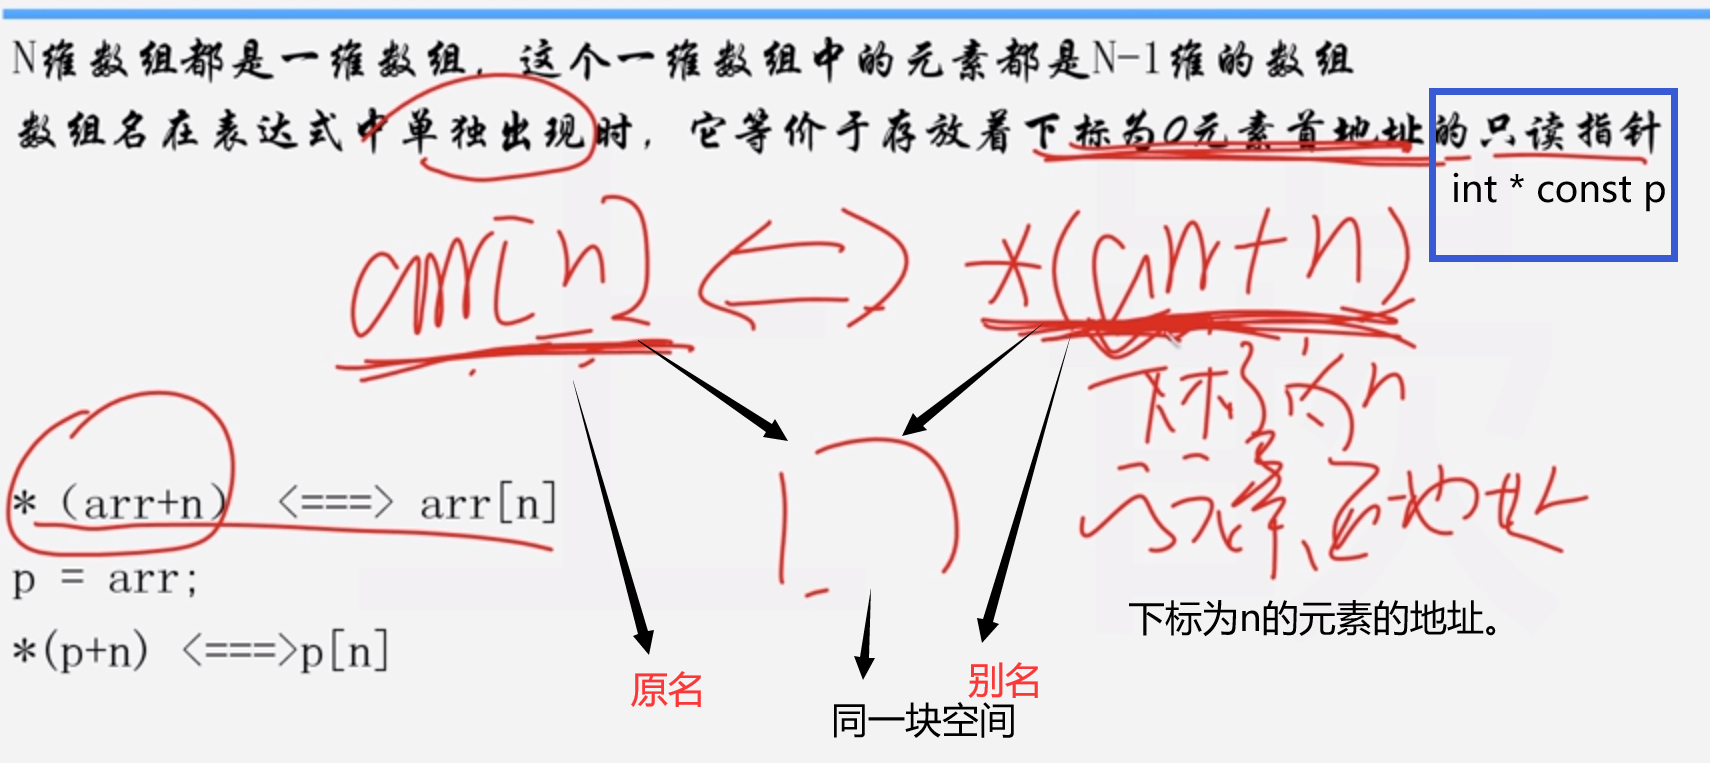 N维数组都是一维数组，这个一维数组中的元素都是N-1维的数组
数组名在表达式中单独出现时，它等价于存放着下标为0元素首地址的只读指针
int * const p
arr[n] <=> *(arr+n)
下标为n
的元素的地址
*（arr+n） <===> arr[n]
p = arr;
*(p+n) <===>p[n]
下标为n的元素的地址。
原名
别名
同一块空间